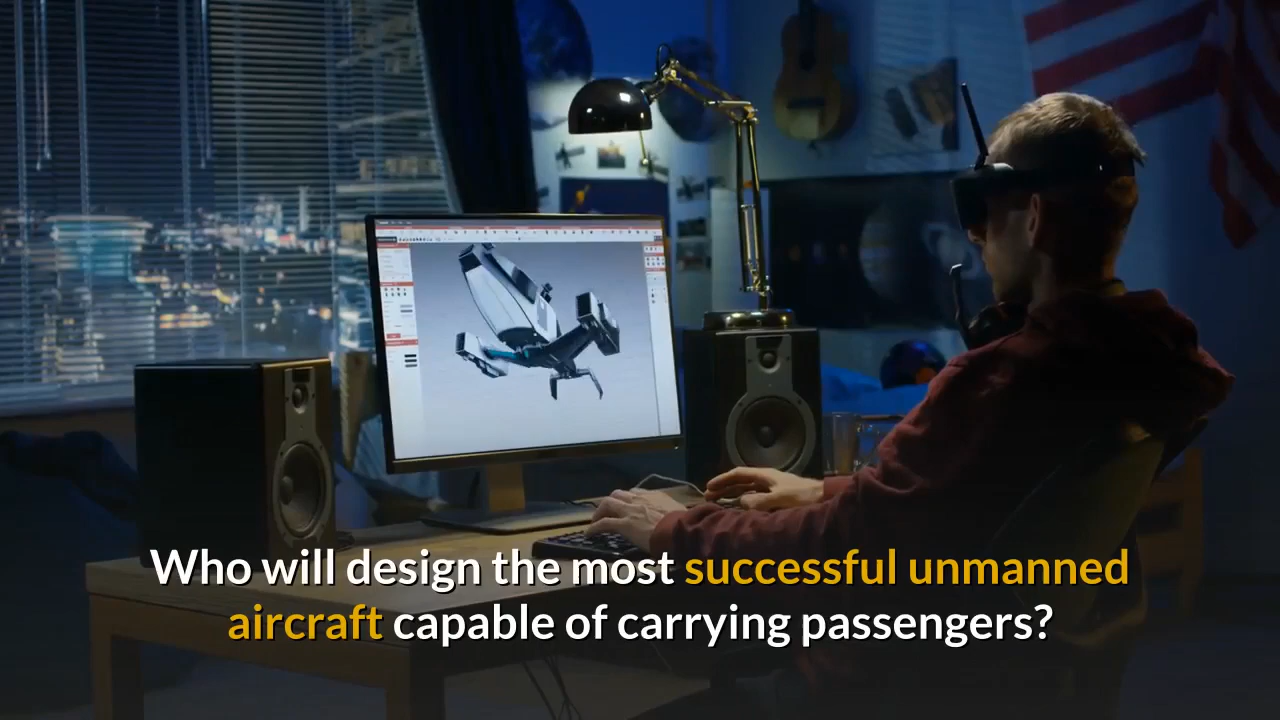 Who will design the most successful unmanned
aircraft capable of carrying passengers?